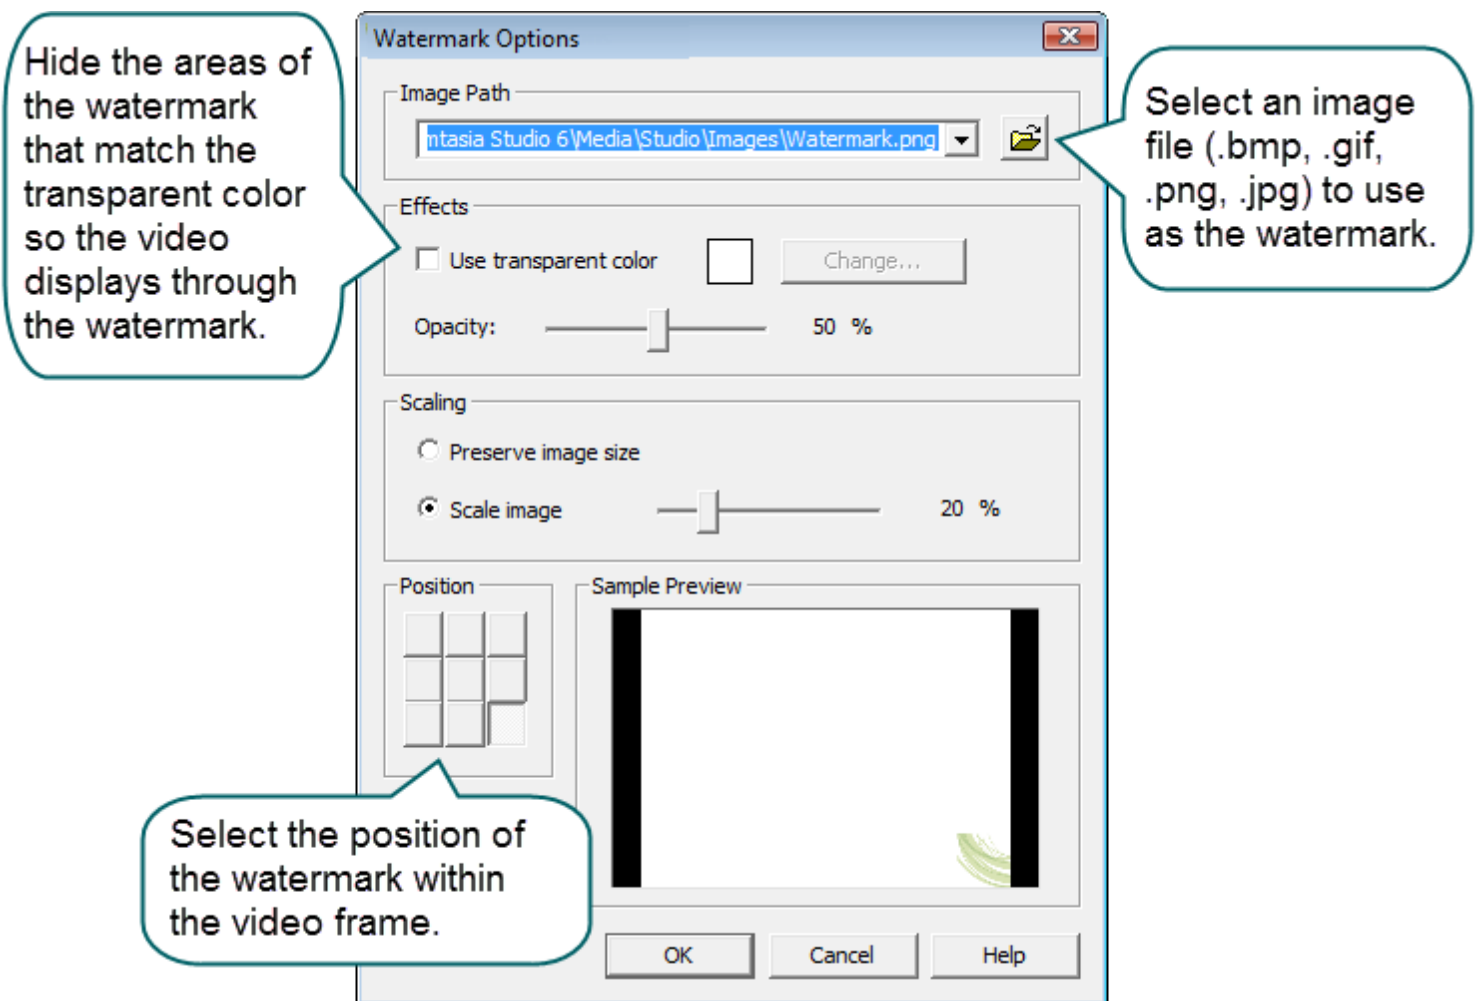 Hide the areas of
the watermark
that match the
transparent color
so the video
displays through
the watermark.
Watermark Options
Image Path
mtasia Studio 6\Media\Studio\Images\Watermark.png
Select an image
file (.bmp, .gif,
.png, .jpg) to use
as the watermark.
Effects
Use transparent color
Change...
Opacity:
50 %
Scaling
Preserve image size
Scale image
20 %
Position
Sample Preview
Select the position of
the watermark within
the video frame.
OK
Cancel
Help